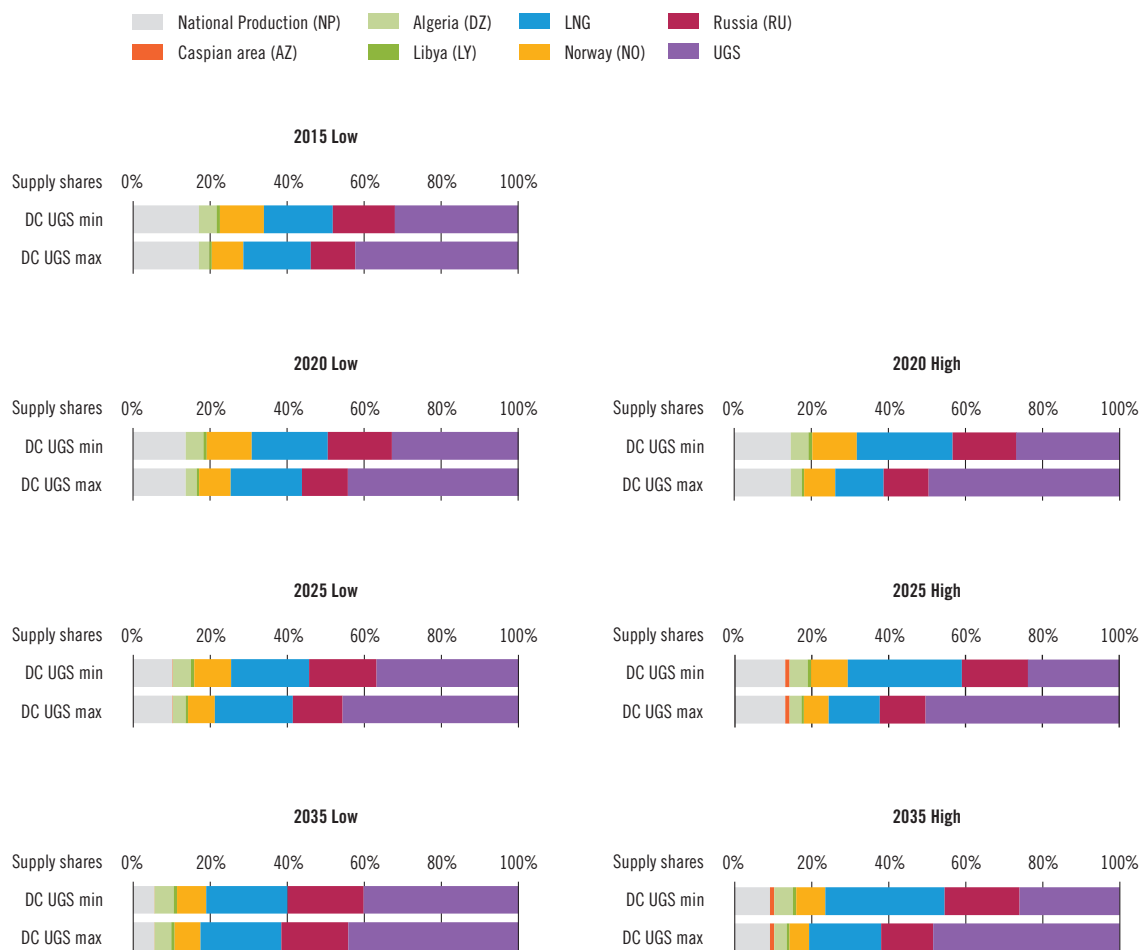 National Production (NP) Algeria (DZ) LNG Russia (RU)
Caspian area (AZ) Libya (LY) Norway (NO) UGS
2015 Low
Supply shares 0% 20% 40% 60% 80% 100%
DC UGS min
DC UGS max
2020 Low 2020 High
Supply shares 0% 20% 40% 60% 80% 100% Supply shares 0% 20% 40% 60% 80% 100%
DC UGS min DC UGS min
DC UGS max DC UGS max
2025 Low 2025 High
Supply shares 0% 20% 40% 60% 80% 100% Supply shares 0% 20% 40% 60% 80% 100%
DC UGS min DC UGS min
DC UGS max DC UGS max
2035 Low 2035 High
Supply shares 0% 20% 40% 60% 80% 100% Supply shares 0% 20% 40% 60% 80% 100%
DC UGS min DC UGS min
DC UGS max DC UGS max